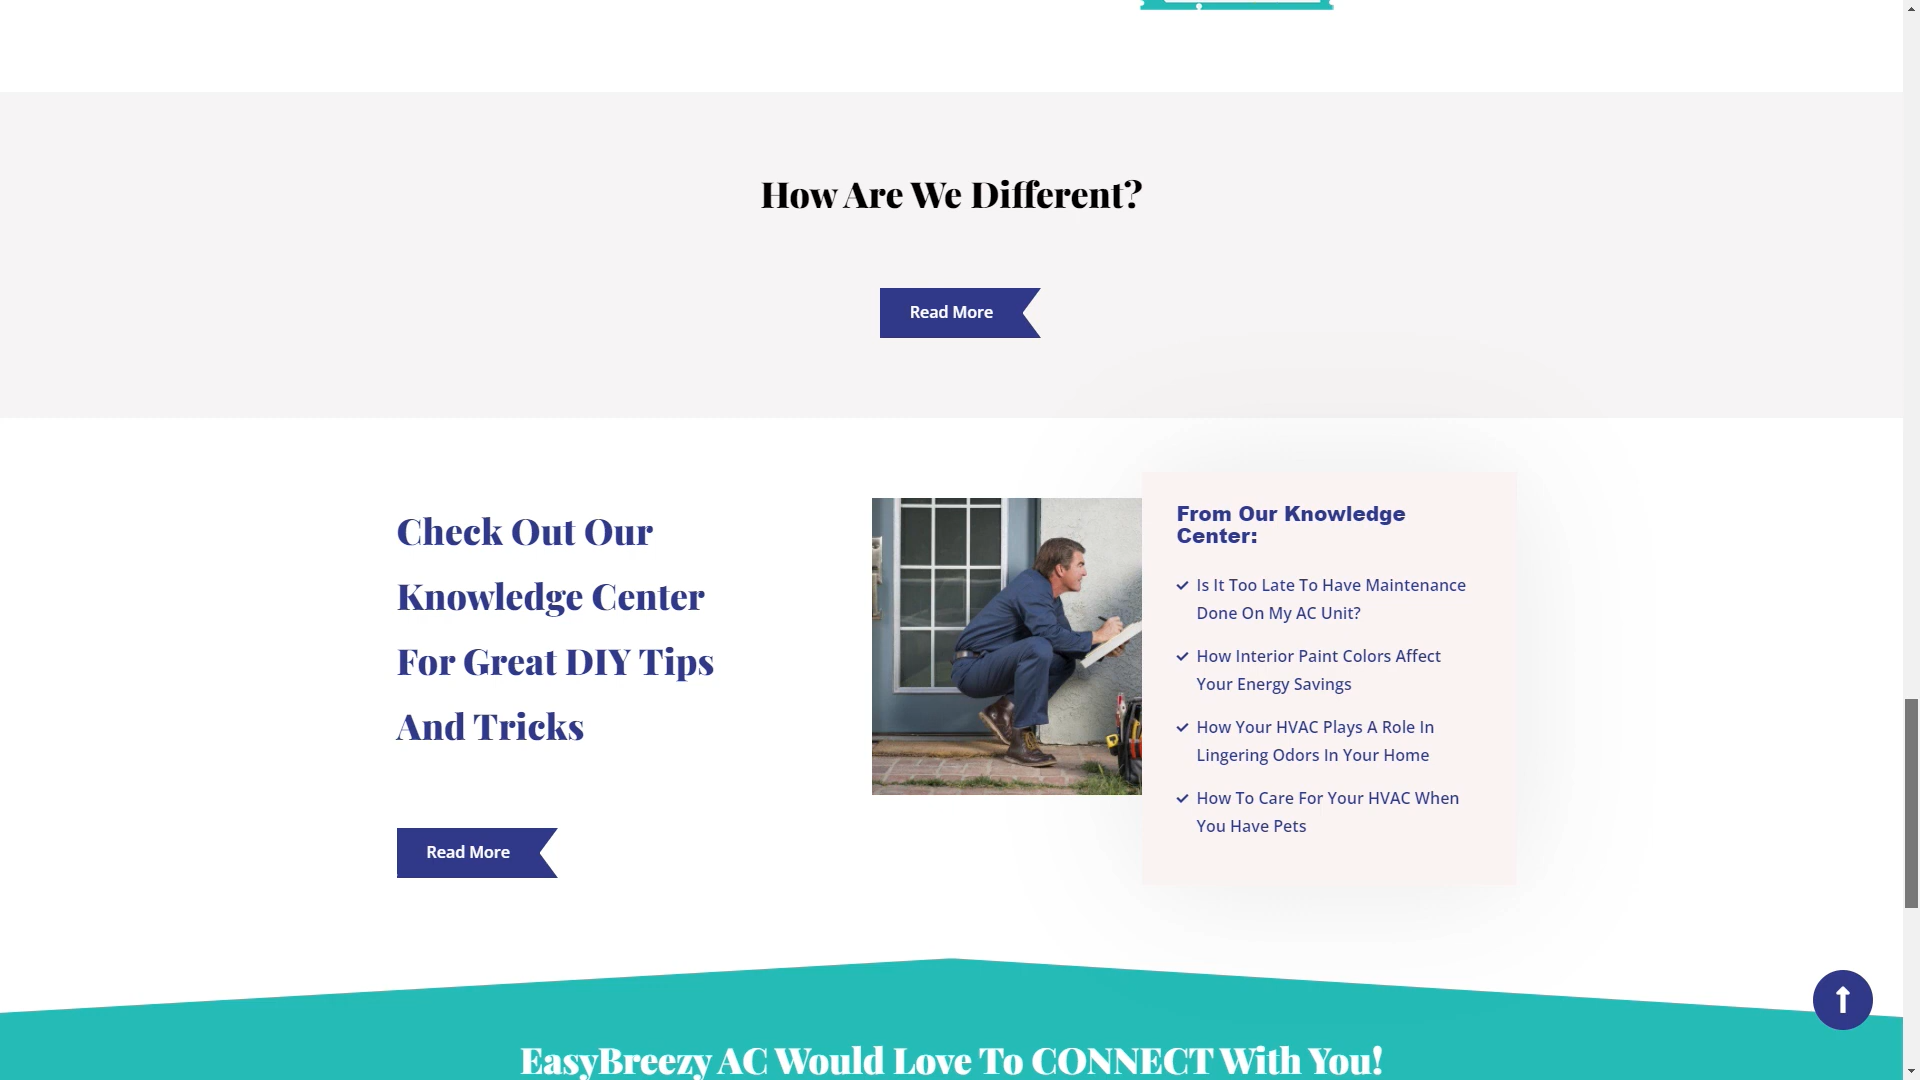 How Are We Different?
Read More
Check Out Our
Knowledge Center
For Great DIY Tips
And Tricks
Read More
From Our Knowledge
Center:
Is It Too Late To Have Maintenance
Done On My AC Unit?
How Interior Paint Colors Affect
Your Energy Savings
How Your HVAC Plays A Role In
Lingering Odors In Your Home
How To Care For Your HVAC When
You Have Pets
EasyBreezy AC Would Love To CONNECT With You!